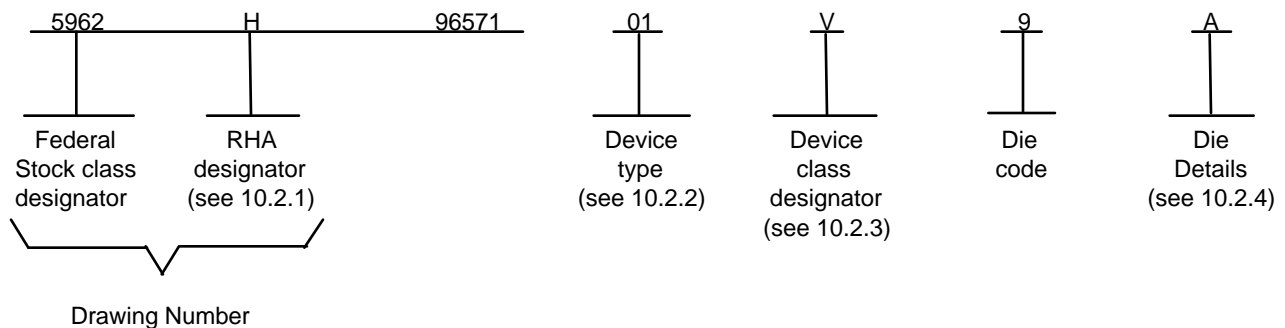 5962 H 96571 01 V 9 A
Federal Stock class designator
RHA designator (see 10.2.1)
Device type (see 10.2.2)
Device class designator (see 10.2.3)
Die code
Die Details (see 10.2.4)
Drawing Number